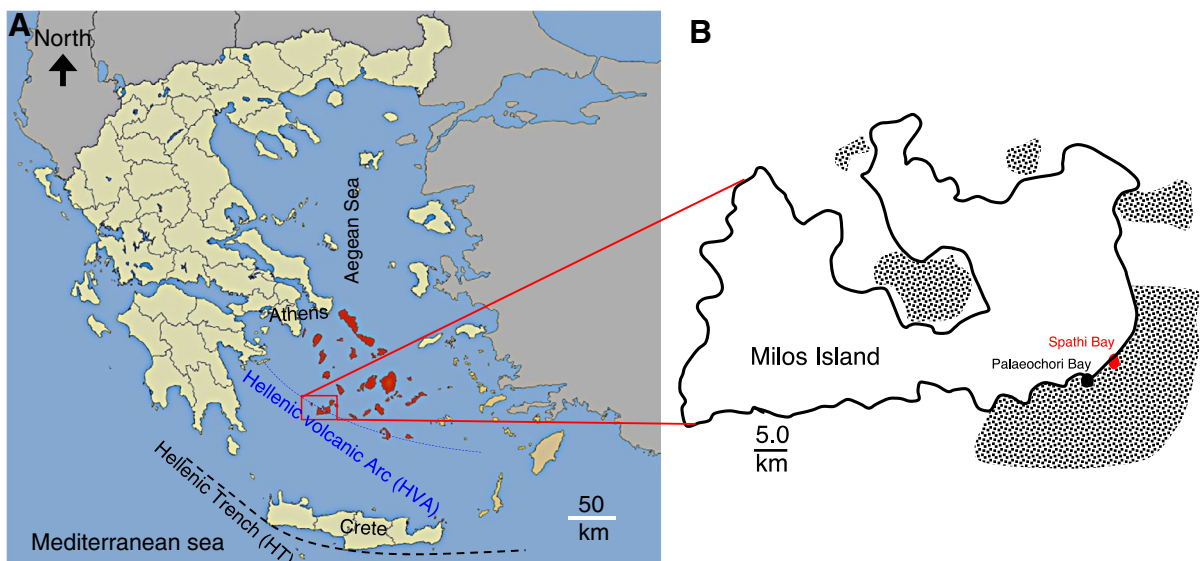 A
North
Aegean Sea
Athens
Hellenic volcanic Arc (HVA)
Hellenic Trench (HT)
Crete
Mediterranean sea
50
km
B
Spathi Bay
Palaeochori Bay
Milos Island
5.0
km